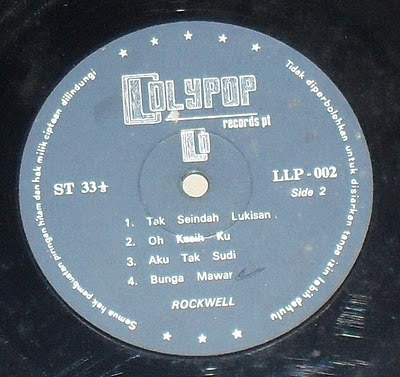 Semua hak pembuatan piringan hitam dan hak milik ciptaan dilindungi
Tidak diperbolehkan untuk disiarkan tanpa izin lebih dahulu
COLYPOP
records pt
ST 33⅓
LLP-002
Side 2
1. Tak Seindah Lukisan
2. Oh Kasih Ku
3. Aku Tak Sudi
4. Bunga Mawar
ROCKWELL